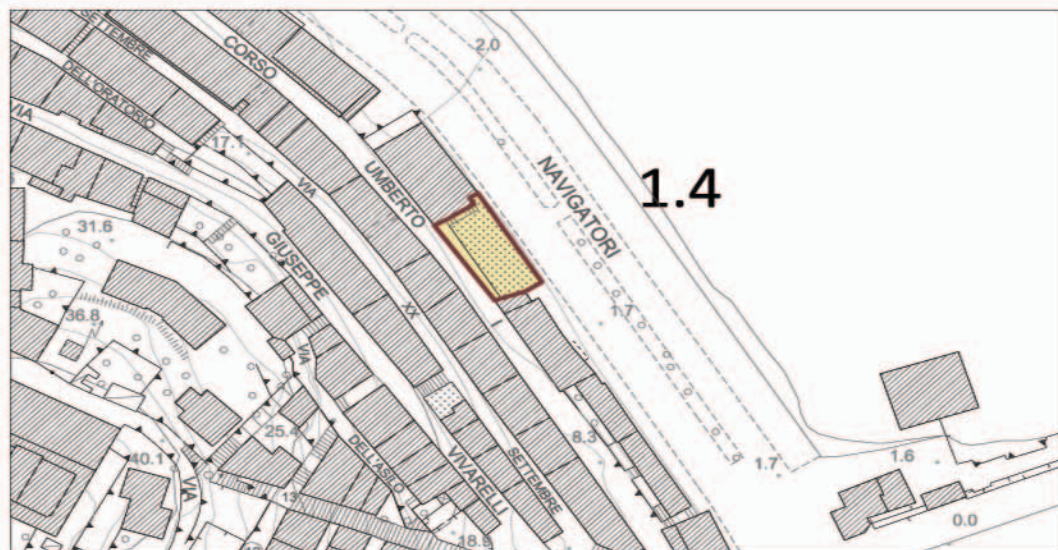 SETTEMBRE
CORSO
2.0
DELL'ORATORIO
VIA
17.1
VIA
UMBERTO
NAVIGATORI
1.4
31.6
GIUSEPPE
XX
I
1.7
36.8
VIA
25.4
DELL'ASILO
VIVARELLI
SETTEMBRE
8.3
40.1
VIA
13
1.7
1.6
18.9
0.0